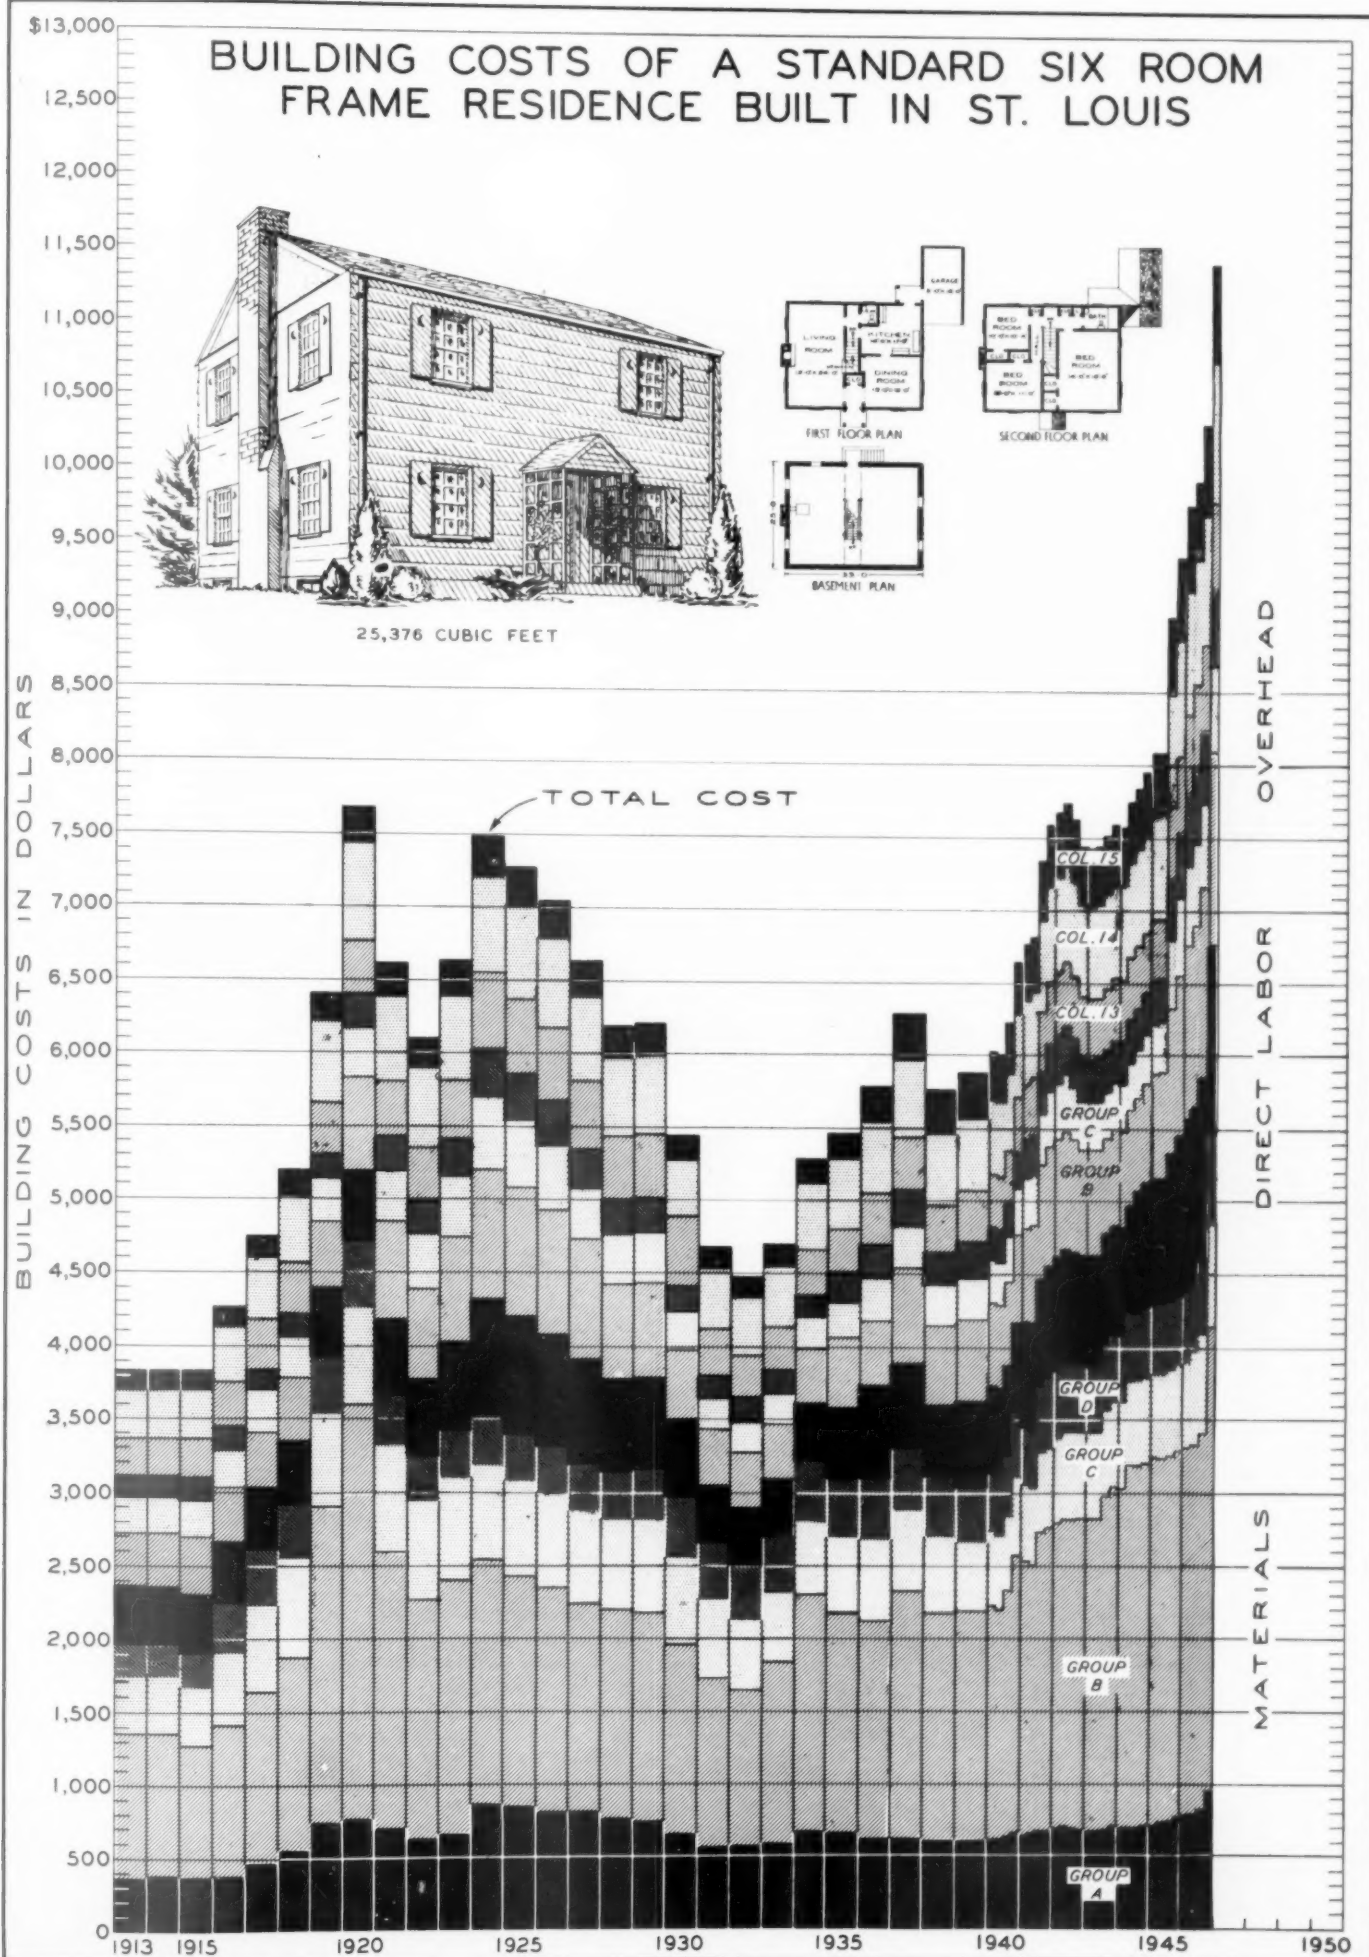 BUILDING COSTS OF A STANDARD SIX ROOM
FRAME RESIDENCE BUILT IN ST. LOUIS
$13,000
12,500
12,000
11,500
11,000
10,500
10,000
9,500
9,000
8,500
8,000
7,500
7,000
6,500
6,000
5,500
5,000
4,500
4,000
3,500
3,000
2,500
2,000
1,500
1,000
500
0
BUILDING COSTS IN DOLLARS
25,376 CUBIC FEET
GARAGE
LIVING
ROOM
KITCHEN
DINING
ROOM
CLO
FIRST FLOOR PLAN
BED
ROOM
BATH
BED
ROOM
CLO
CLO
BED
ROOM
CLO
SECOND FLOOR PLAN
BASEMENT PLAN
TOTAL COST
COL. 15
COL. 14
COL. 13
GROUP
C
GROUP
B
GROUP
D
GROUP
C
GROUP
B
GROUP
A
OVERHEAD
DIRECT LABOR
MATERIALS
1913
1915
1920
1925
1930
1935
1940
1945
1950